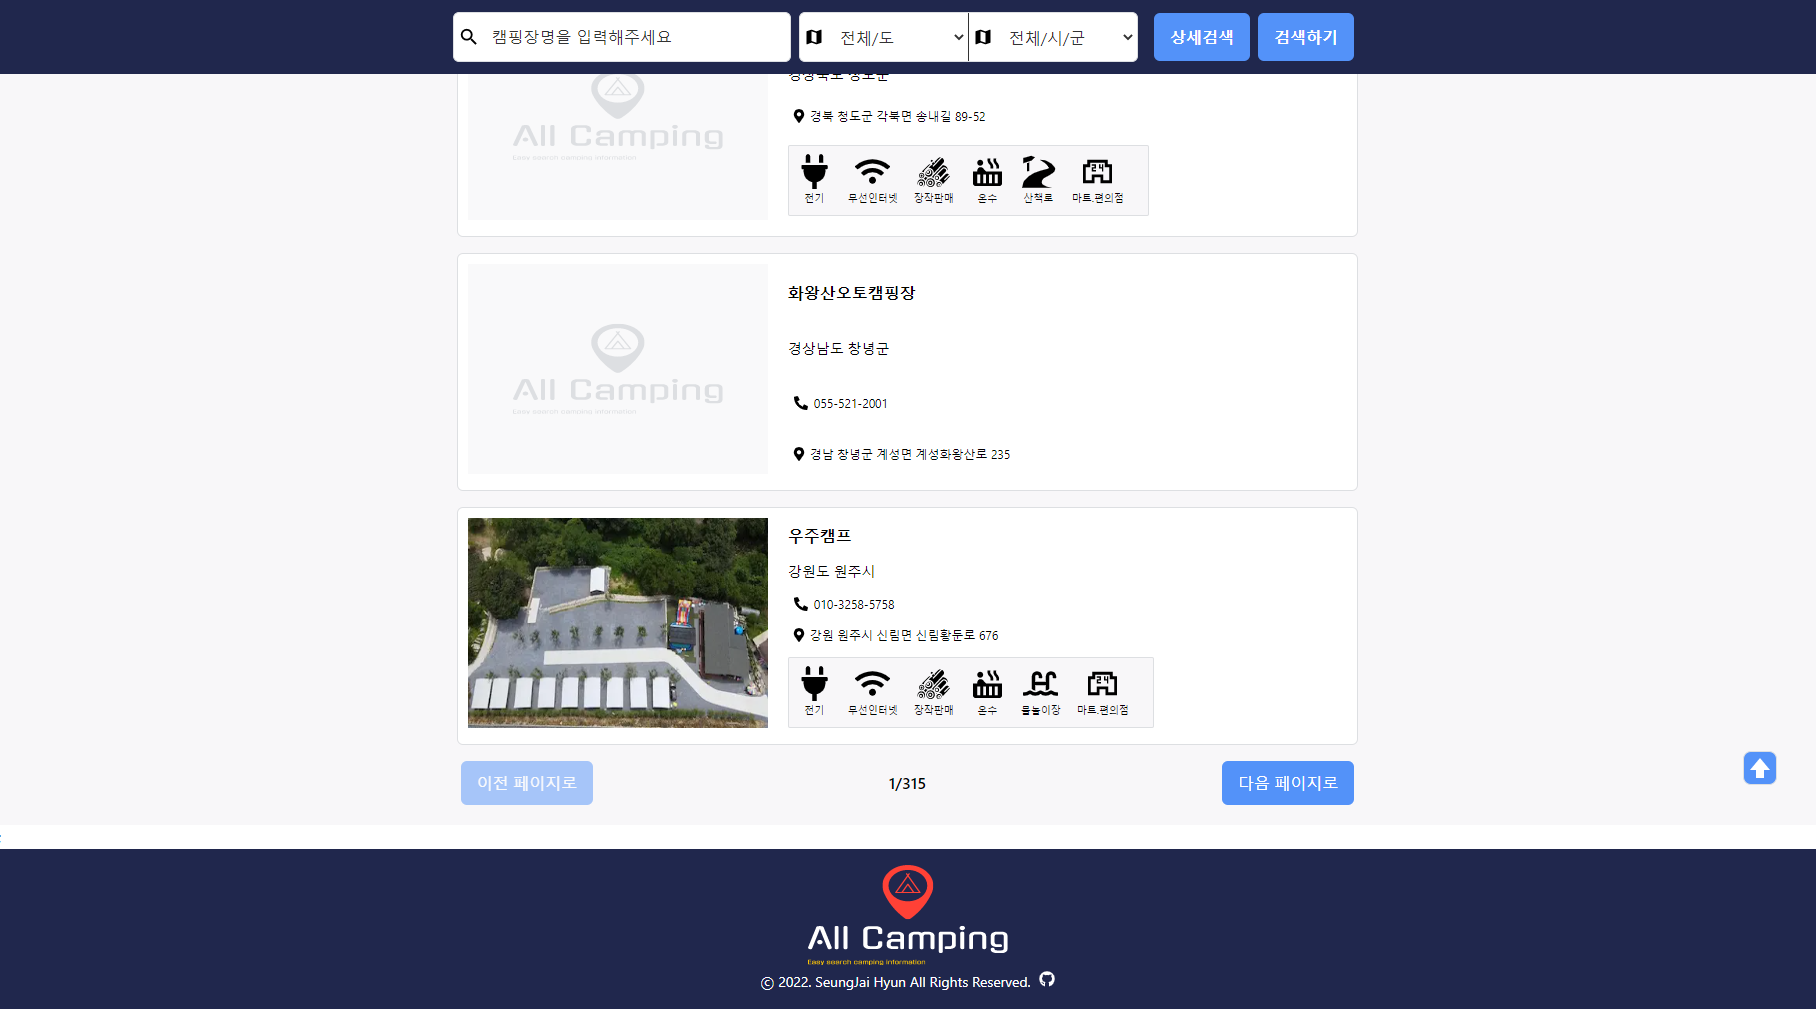 캠핑장명을 입력해주세요
전체/도
전체/시/군
상세검색
검색하기
경상북도 청도군
All Camping
Easy search camping information
경북 청도군 각북면 송내길 89-52
전기
무선인터넷
장작판매
온수
산책로
마트.편의점
화왕산오토캠핑장
경상남도 창녕군
All Camping
Easy search camping information
055-521-2001
경남 창녕군 계성면 계성화왕산로 235
우주캠프
강원도 원주시
010-3258-5758
강원 원주시 신림면 신림황둔로 676
전기
무선인터넷
장작판매
온수
물놀이장
마트.편의점
이전 페이지로
1/315
다음 페이지로
All Camping
Easy search camping information
© 2022. SeungJai Hyun All Rights Reserved.